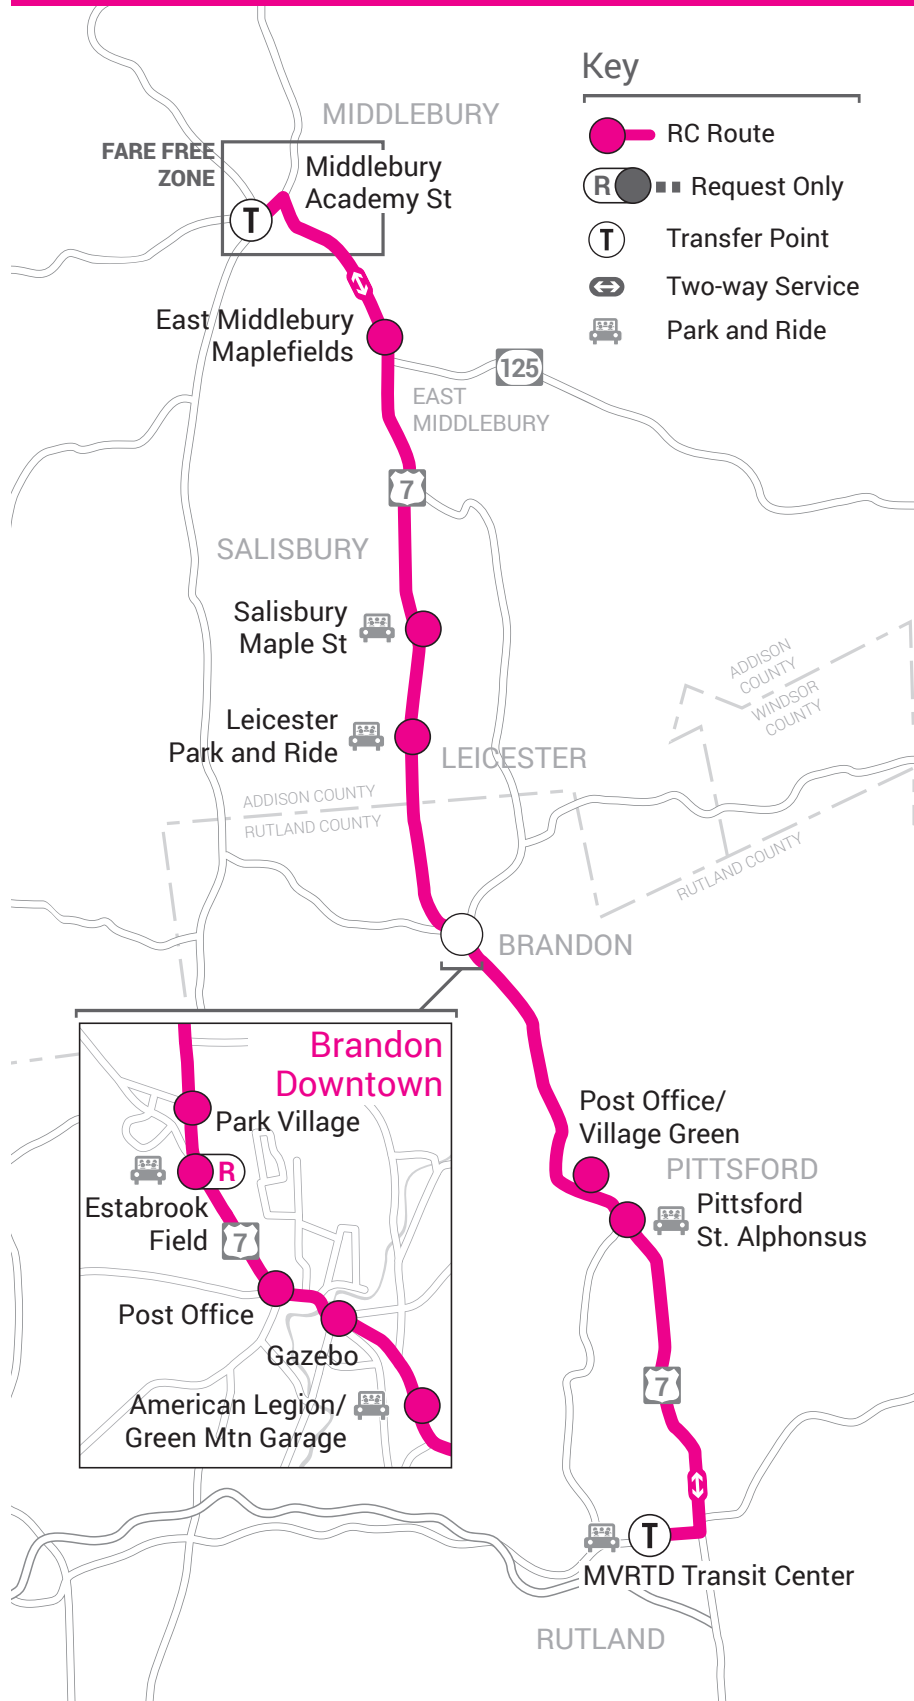 Key
RC Route
R
Request Only
T
Transfer Point
Two-way Service
Park and Ride
MIDDLEBURY
FARE FREE
ZONE
Middlebury
Academy St
T
East Middlebury
Maplefields
125
EAST
MIDDLEBURY
7
SALISBURY
Salisbury
Maple St
ADDISON
COUNTY
WINDSOR
COUNTY
Leicester
Park and Ride
LEICESTER
ADDISON COUNTY
RUTLAND COUNTY
RUTLAND COUNTY
BRANDON
Brandon
Downtown
Park Village
R
Estabrook
Field
7
Post Office
Gazebo
American Legion/
Green Mtn Garage
Post Office/
Village Green
PITTSFORD
Pittsford
St. Alphonsus
7
T
MVRTD Transit Center
RUTLAND